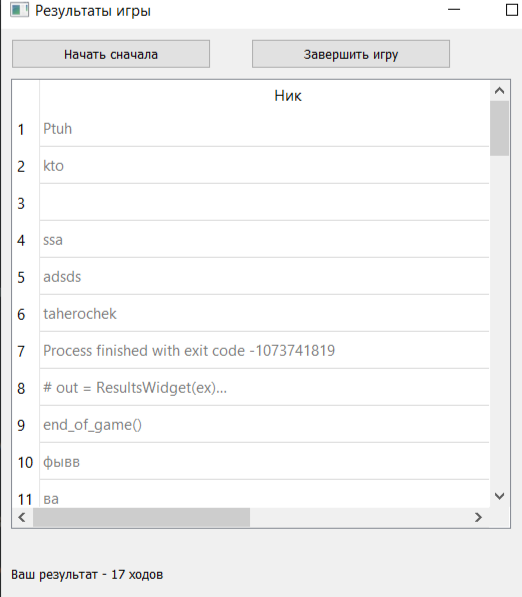 Результаты игры
Начать сначала Завершить игру
Ник
1 Ptuh
2 kto
3
4 ssa
5 adsds
6 taherochek
7 Process finished with exit code -1073741819
8 # out = ResultsWidget(ex)...
9 end_of_game()
10 фывв
11 ва
Ваш результат - 17 ходов